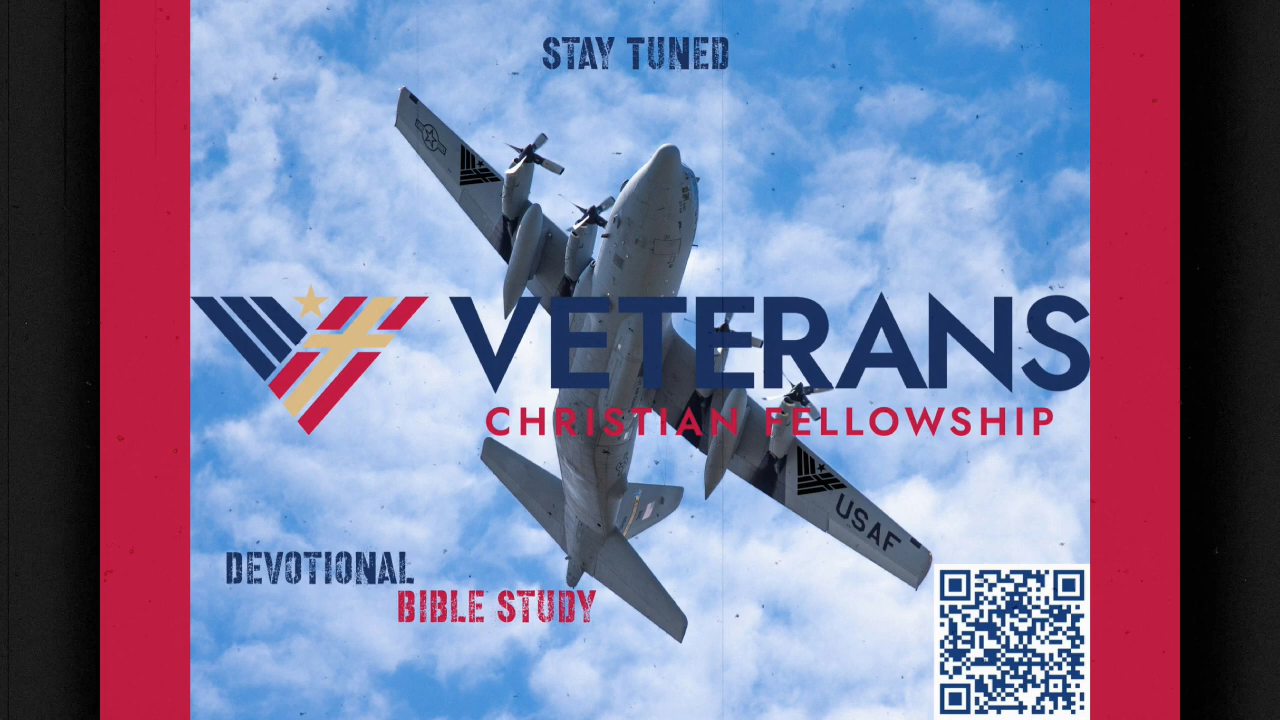 STAY TUNED
VETERANS
CHRISTIAN FELLOWSHIP
USAF
DEVOTIONAL
BIBLE STUDY